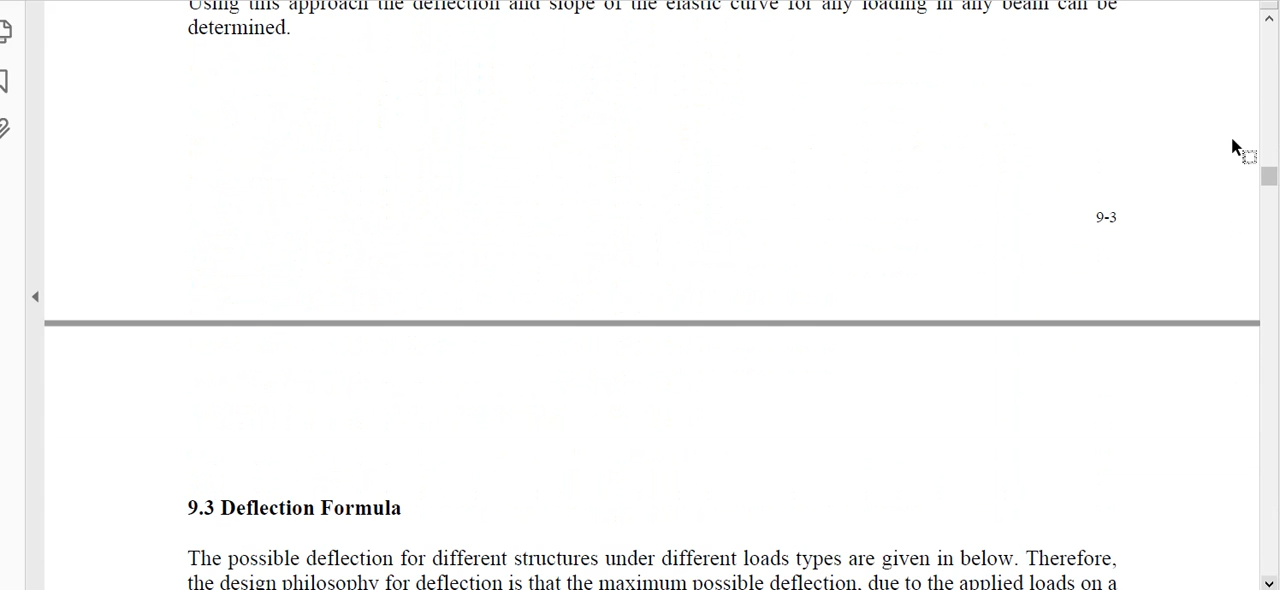 Using this approach the deflection and slope of the elastic curve for any loading in any beam can be
determined.
9-3
9.3 Deflection Formula
The possible deflection for different structures under different loads types are given in below. Therefore,
the design philosophy for deflection is that the maximum possible deflection, due to the applied loads on a